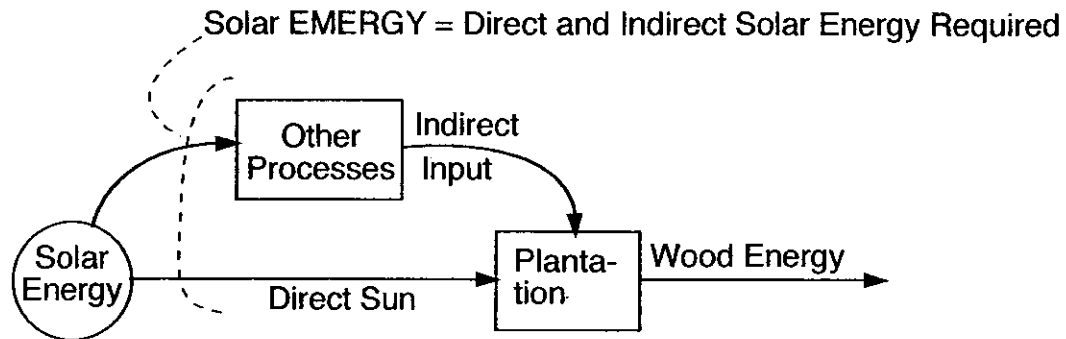 Solar EMERGY = Direct and Indirect Solar Energy Required
Other
Processes
Indirect
Input
Solar
Energy
Direct Sun
Planta-
tion
Wood Energy